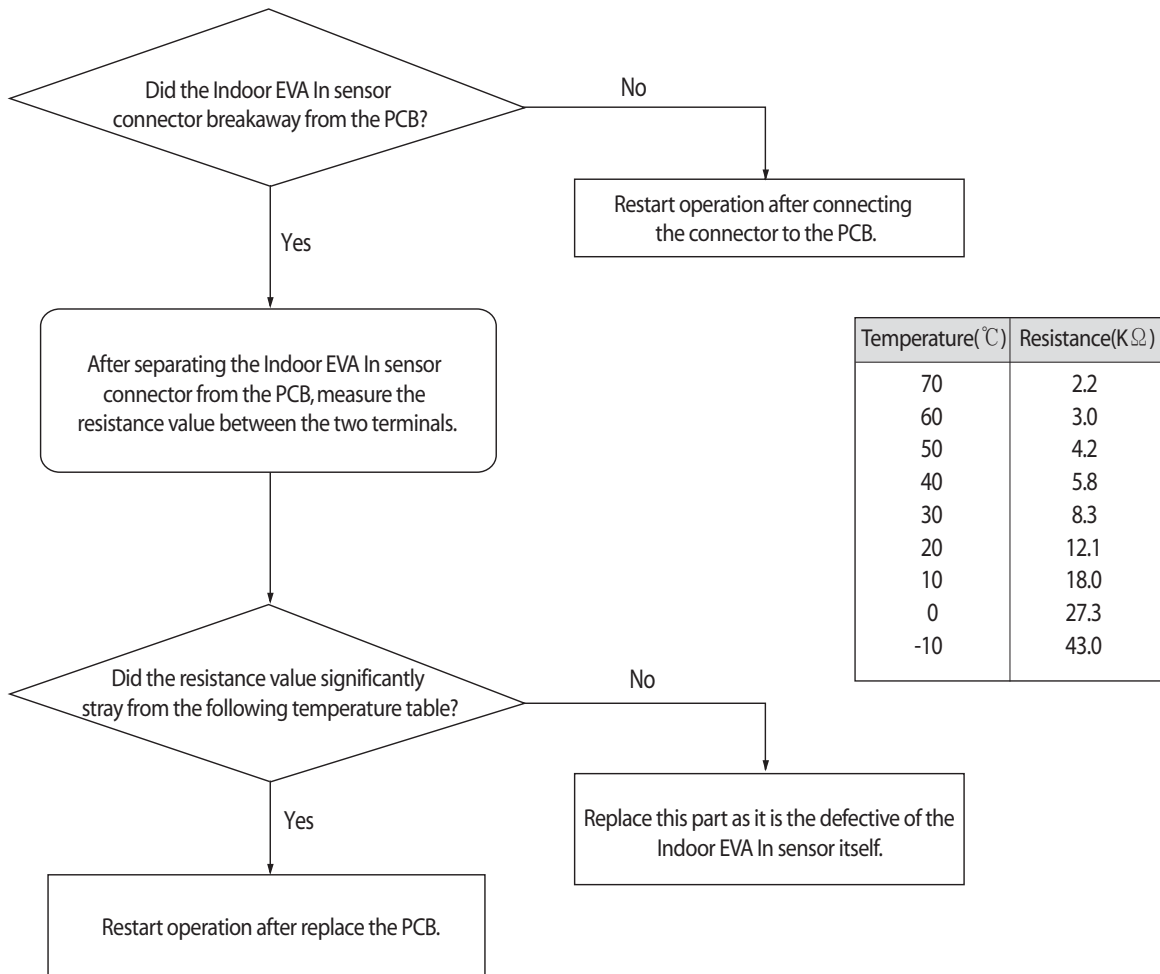 Did the Indoor EVA In sensor
connector breakaway from the PCB?
No
Restart operation after connecting
the connector to the PCB.
Yes
After separating the Indoor EVA In sensor
connector from the PCB, measure the
resistance value between the two terminals.
Temperature(℃) Resistance(KΩ)
70 2.2
60 3.0
50 4.2
40 5.8
30 8.3
20 12.1
10 18.0
0 27.3
-10 43.0
Did the resistance value significantly
stray from the following temperature table?
No
Replace this part as it is the defective of the
Indoor EVA In sensor itself.
Yes
Restart operation after replace the PCB.